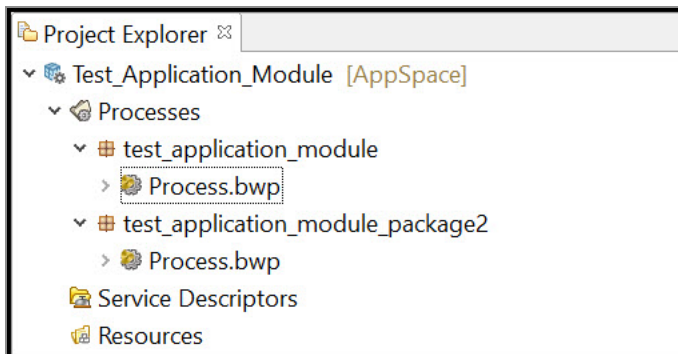 Project Explorer
Test_Application_Module [AppSpace]
Processes
test_application_module
Process.bwp
test_application_module_package2
Process.bwp
Service Descriptors
Resources